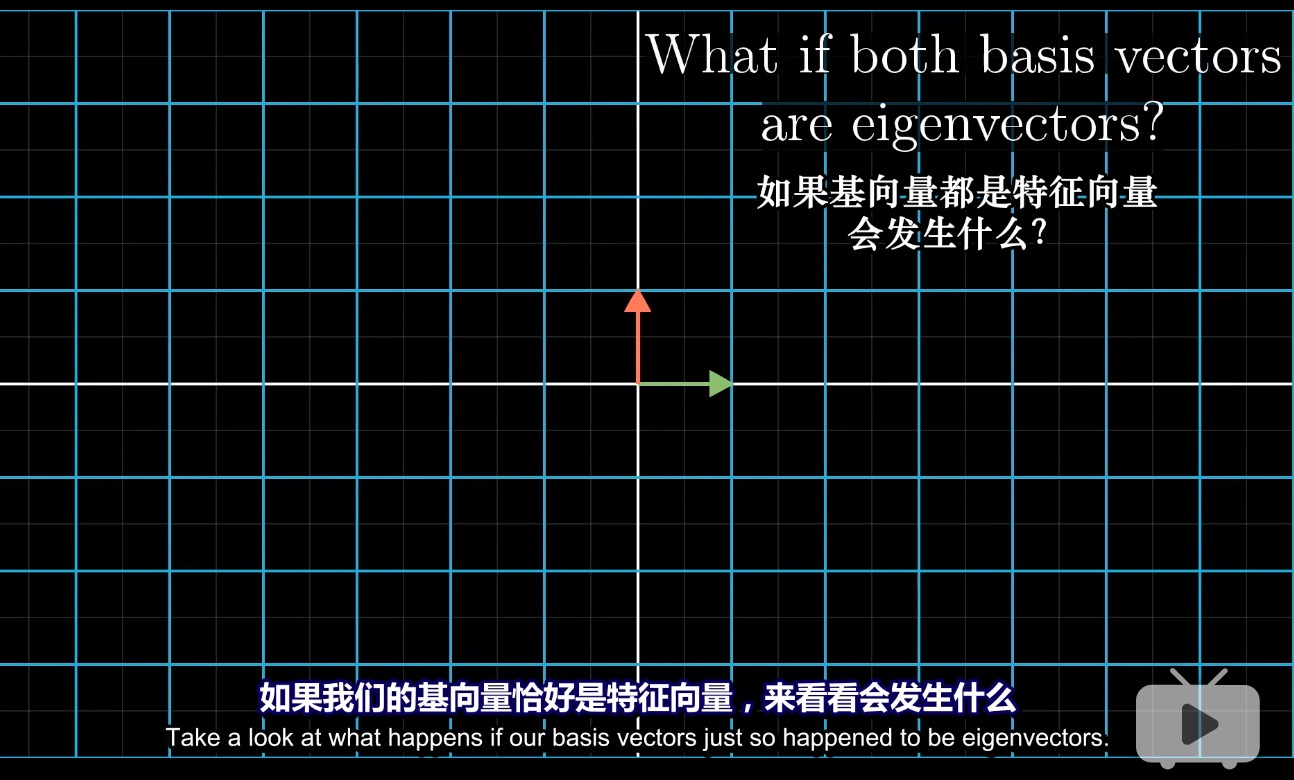 What if both basis vectors
are eigenvectors?
如果基向量都是特征向量
会发生什么？
如果我们的基向量恰好是特征向量，来看看会发生什么
Take a look at what happens if our basis vectors just so happened to be eigenvectors.